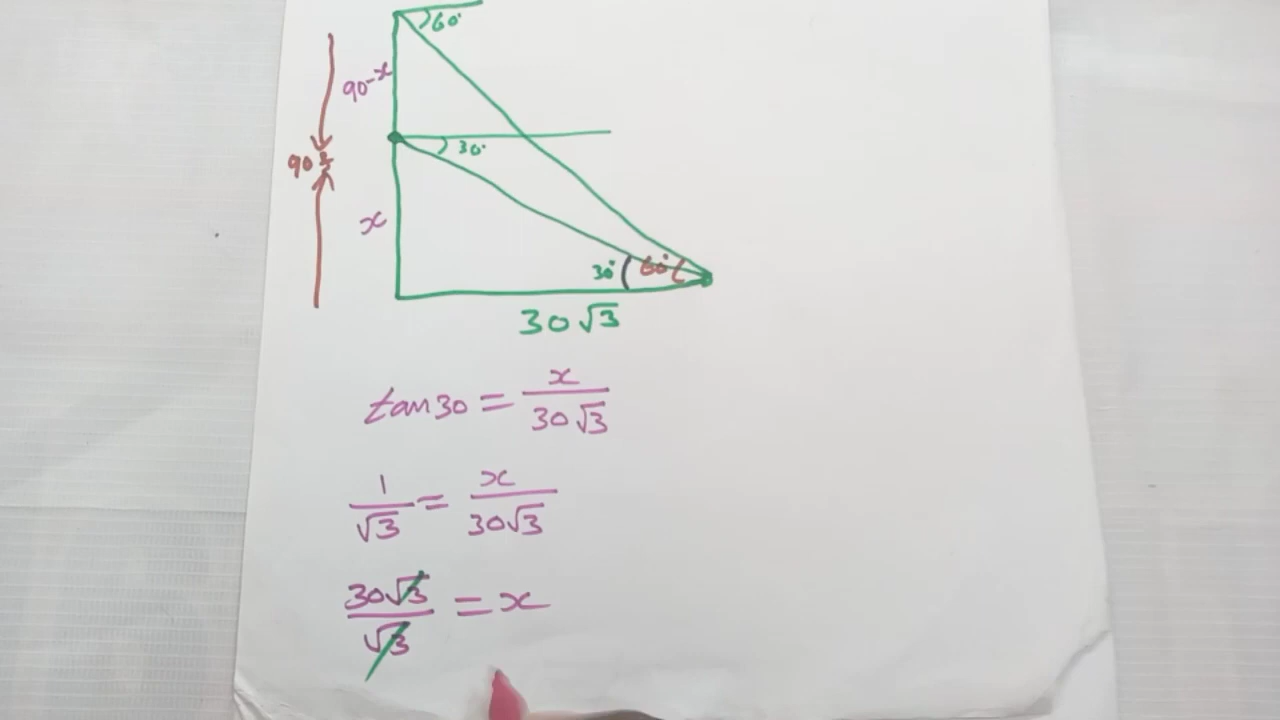 60°
90-x
30°
90
x
30° 60°
30√3
tan30 = x/30√3
1/√3 = x/30√3
30√3/√3 = x